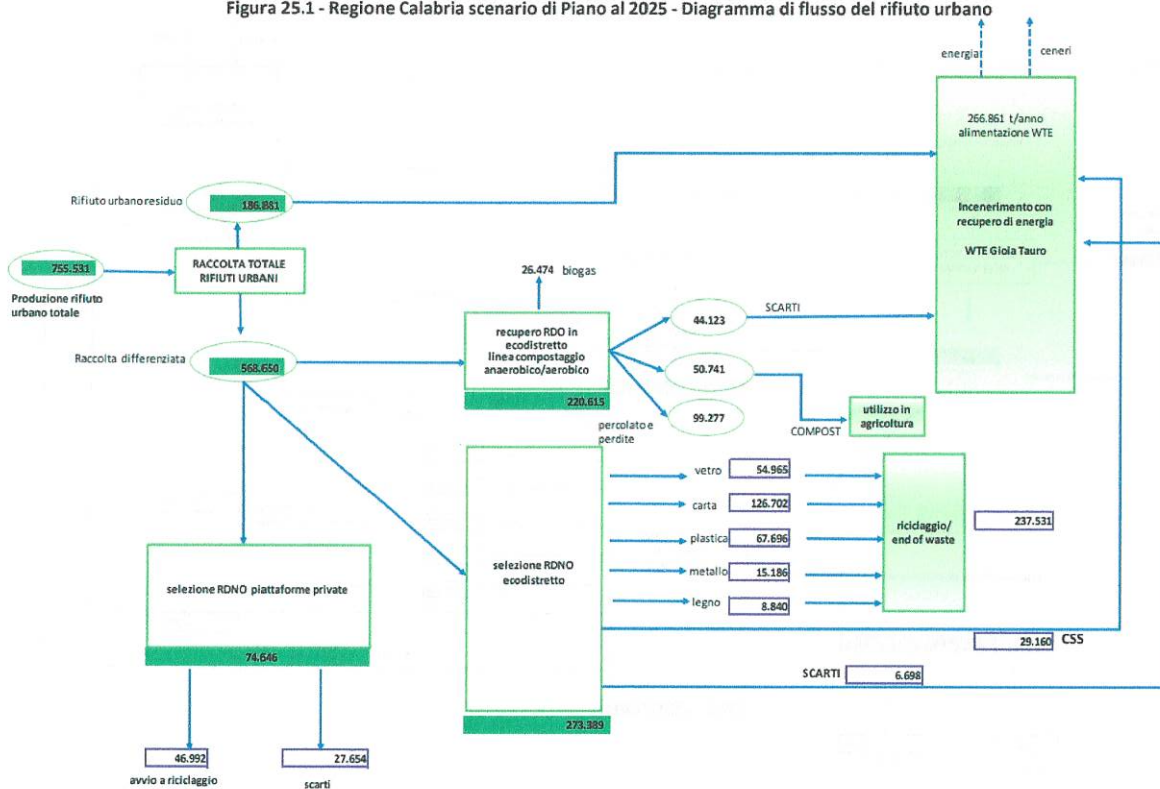 Figura 25.1 - Regione Calabria scenario di Piano al 2025 - Diagramma di flusso del rifiuto urbano
energia
ceneri
266.861 t/anno
alimentazione WTE
Incenerimento con
recupero di energia
WTE Gioia Tauro
Rifiuto urbano residuo
186.881
755.531
Produzione rifiuto
urbano totale
RACCOLTA TOTALE
RIFIUTI URBANI
Raccolta differenziata
568.650
26.474 biogas
recupero RDO in
ecodistretto
linea compostaggio
anaerobico/aerobico
220.615
44.123
SCARTI
50.741
99.277
percolato e
perdite
COMPOST
utilizzo in
agricoltura
selezione RDNO
ecodistretto
273.389
vetro 54.965
carta 126.702
plastica 67.696
metallo 15.186
legno 8.840
riciclaggio/
end of waste
237.531
29.160 CSS
SCARTI 6.698
selezione RDNO piattaforme private
74.646
46.992
avvio a riciclaggio
27.654
scarti